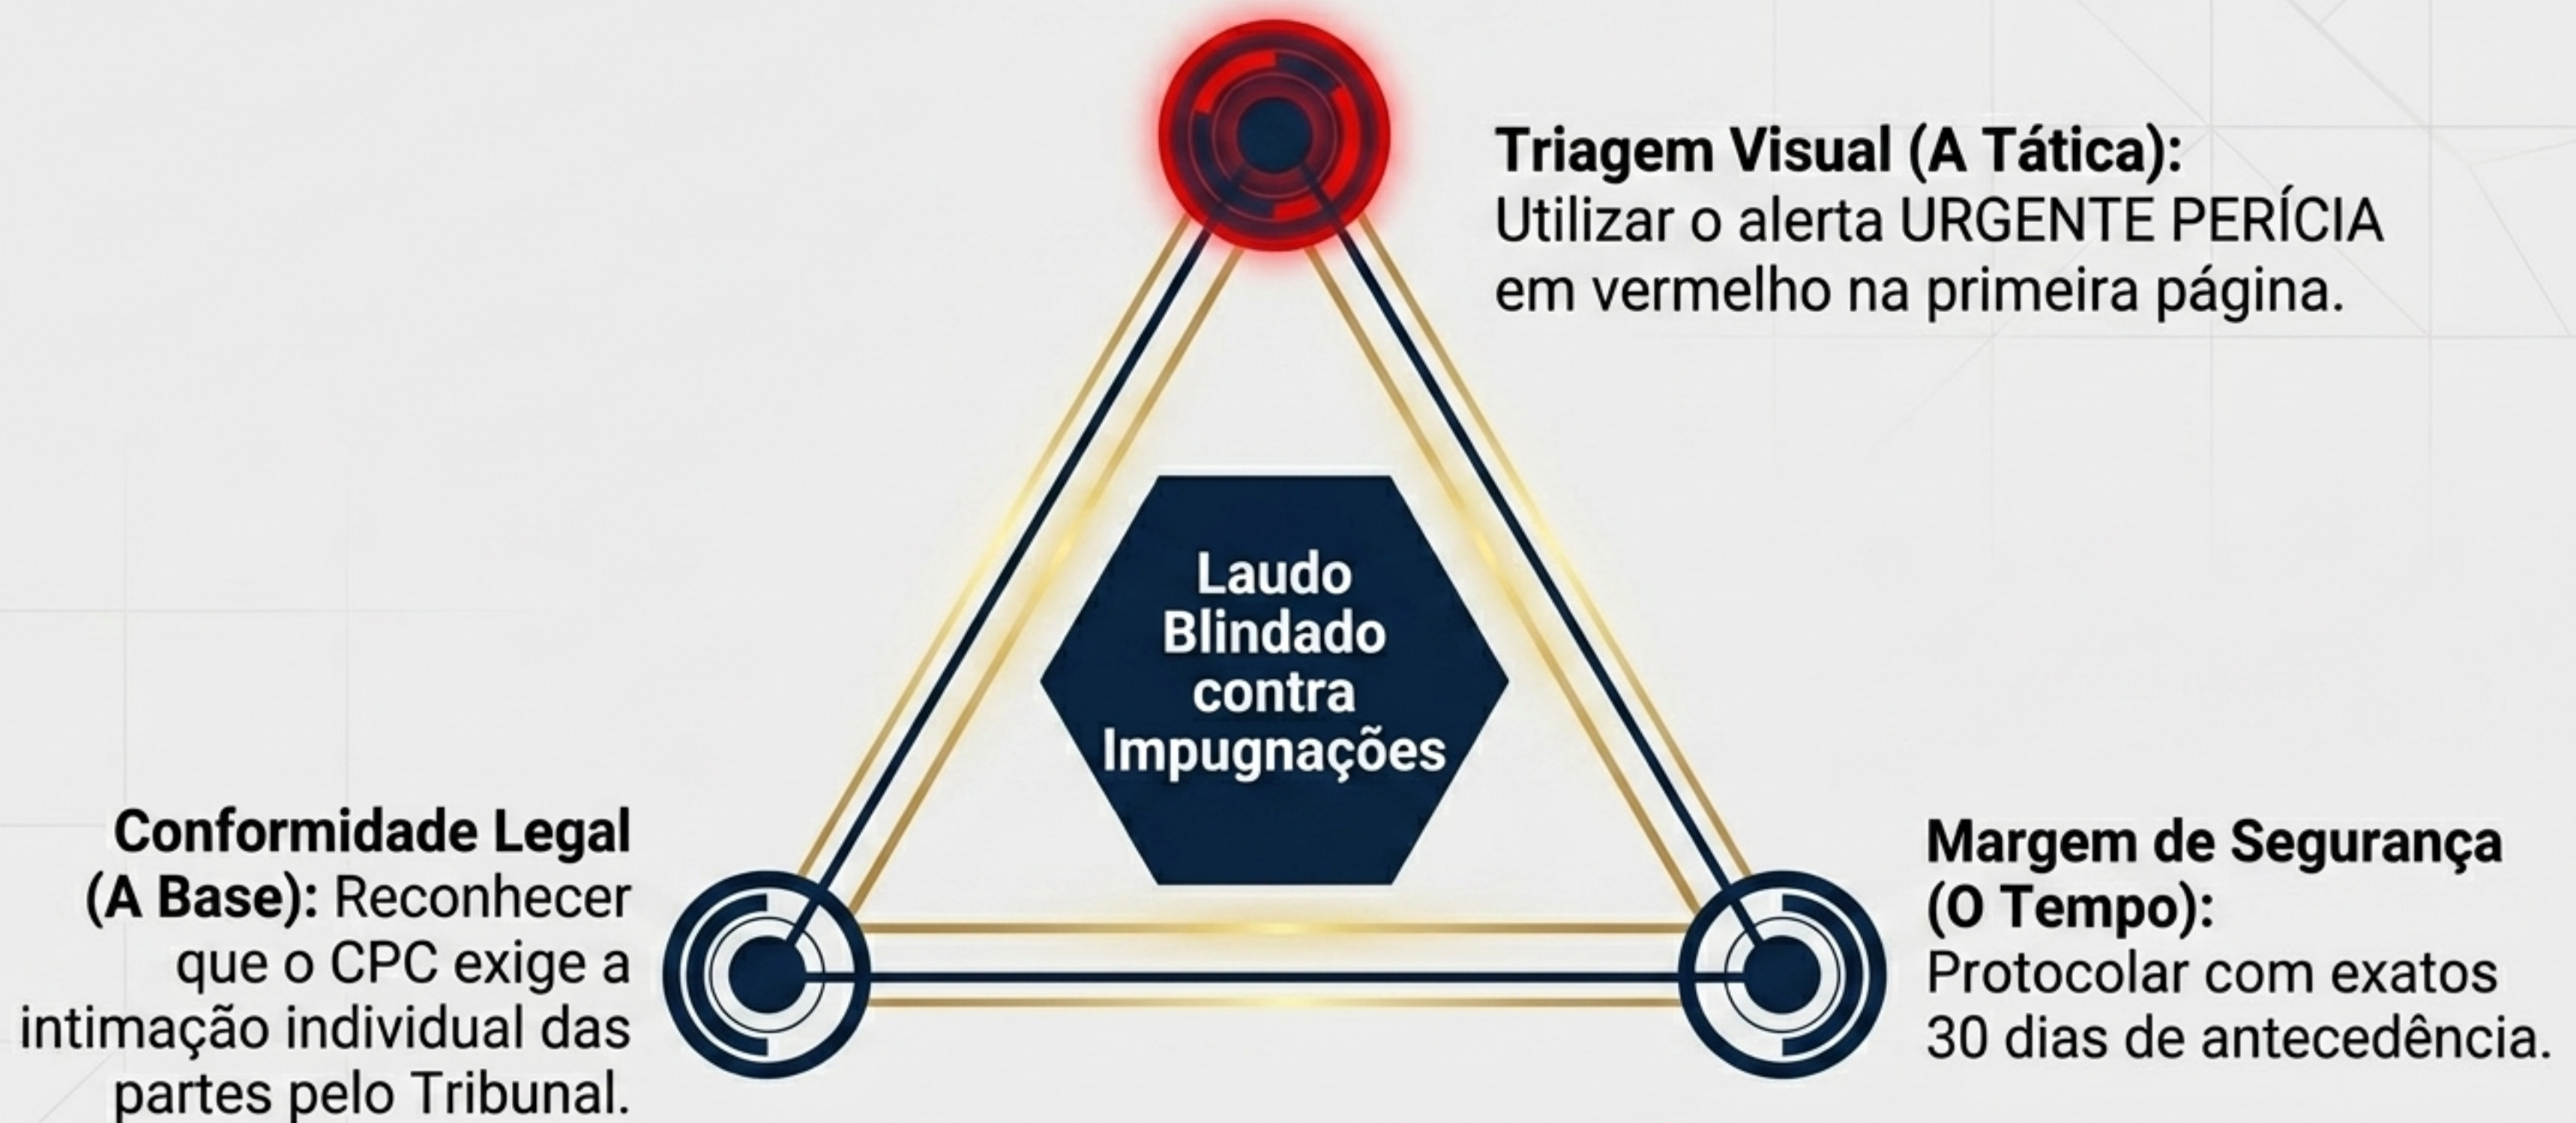 Triagem Visual (A Tática):
Utilizar o alerta URGENTE PERÍCIA
em vermelho na primeira página.
Laudo
Blindado
contra
Impugnações
Conformidade Legal
(A Base): Reconhecer
que o CPC exige a
intimação individual das
partes pelo Tribunal.
Margem de Segurança
(O Tempo):
Protocolar com exatos
30 dias de antecedência.